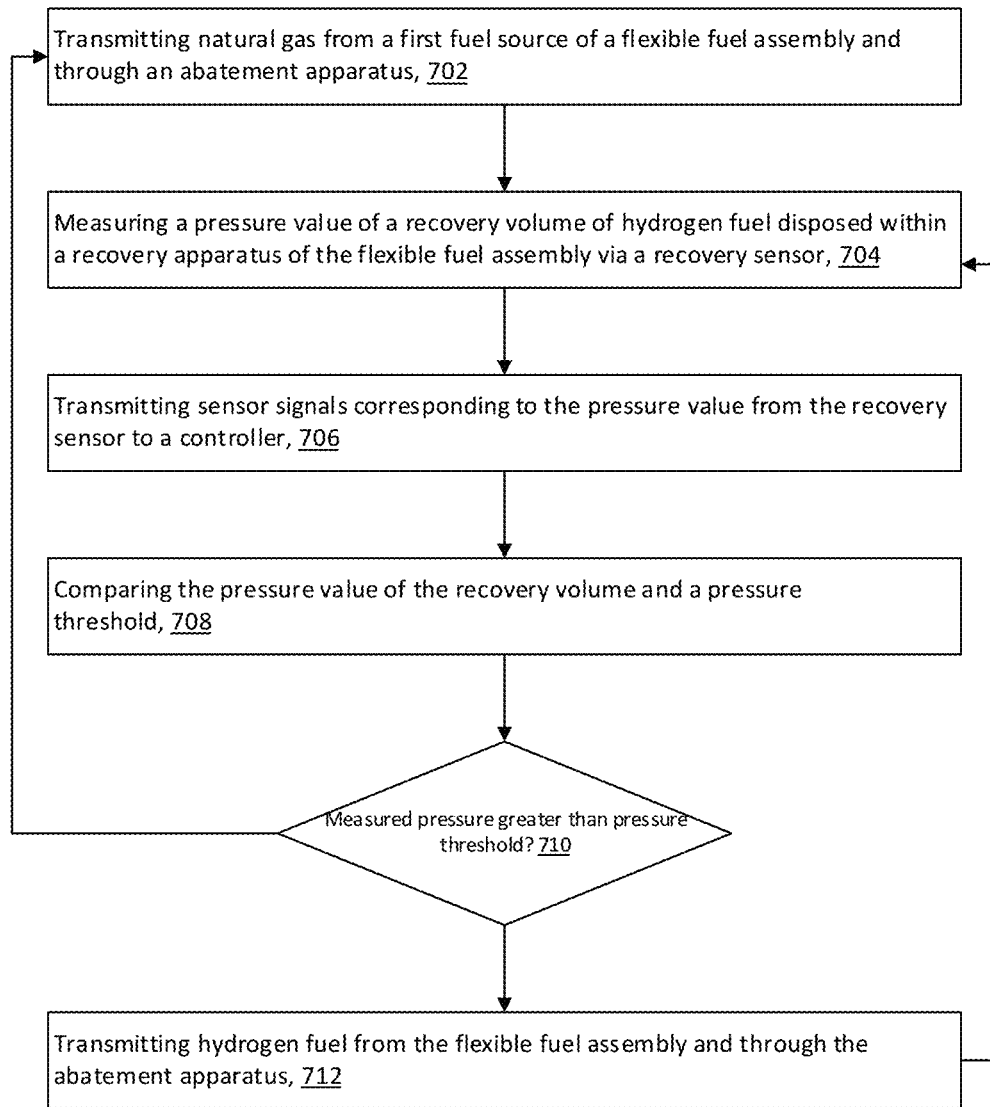 Transmitting natural gas from a first fuel source of a flexible fuel assembly and
through an abatement apparatus, 702
Measuring a pressure value of a recovery volume of hydrogen fuel disposed within
a recovery apparatus of the flexible fuel assembly via a recovery sensor, 704
Transmitting sensor signals corresponding to the pressure value from the recovery
sensor to a controller, 706
Comparing the pressure value of the recovery volume and a pressure
threshold, 708
Measured pressure greater than pressure
threshold? 710
Transmitting hydrogen fuel from the flexible fuel assembly and through the
abatement apparatus, 712